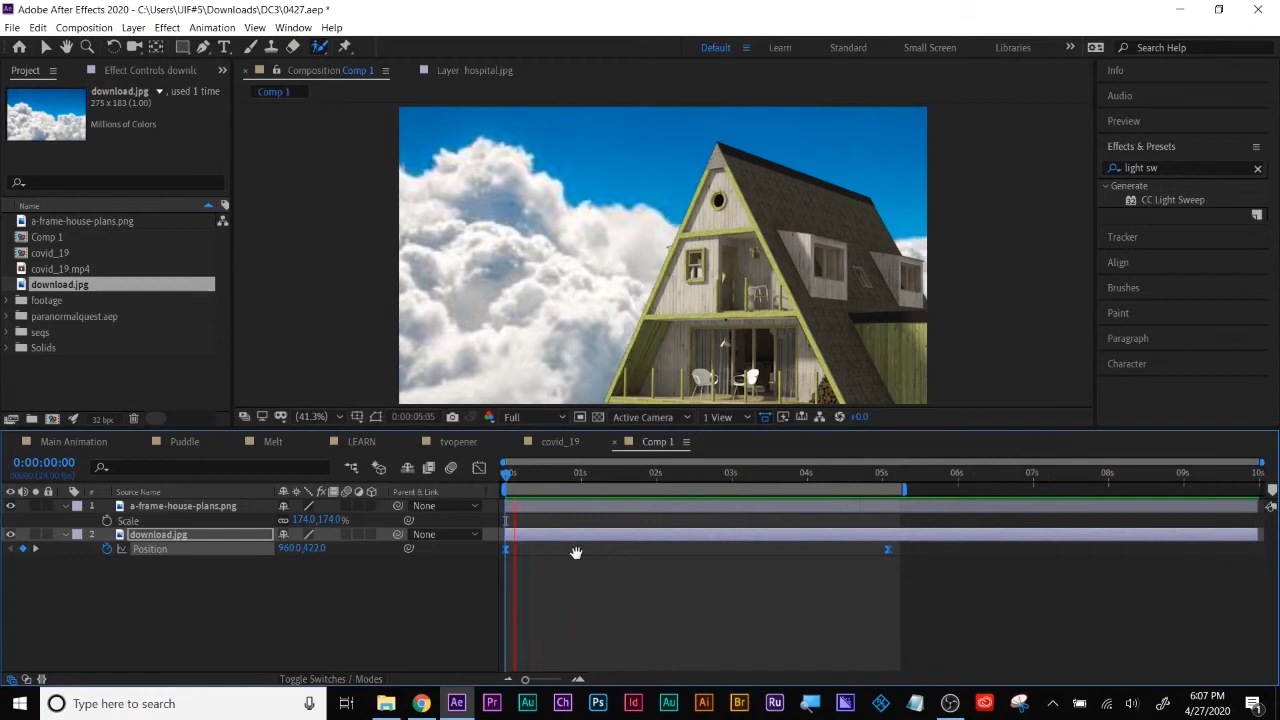 Adobe After Effects 2020 - C:\Users\UIF#5\Downloads\DC3\0427.aep *
File Edit Composition Layer Effect Animation View Window Help
Default Learn Standard Small Screen Libraries Search Help
Project Effect Controls downlc Composition Comp 1 Layer hospital.jpg
Comp 1
download.jpg , used 1 time
275 x 183 (1.00)
Millions of Colors
Name
a-frame-house-plans.png
Comp 1
covid_19
covid_19.mp4
download.jpg
footage
paranormalquest.aep
seqs
Solids
32 bpc
(41.3%) 0:00:05:05 Full Active Camera 1 View +0.0
Info
Audio
Preview
Effects & Presets
light sw
Generate
CC Light Sweep
Tracker
Align
Brushes
Paint
Paragraph
Character
Main Animation Puddle Melt LEARN tvopener covid_19 Comp 1
0:00:00:00
00000 (24.00 fps)
01s 02s 03s 04s 05s 06s 07s 08s 09s 10s
# Source Name Parent & Link
1 a-frame-house-plans.png None
Scale 174.0,174.0%
2 download.jpg None
Position 960.0,422.0
Toggle Switches / Modes
Type here to search
6:07 PM
4/27/2020